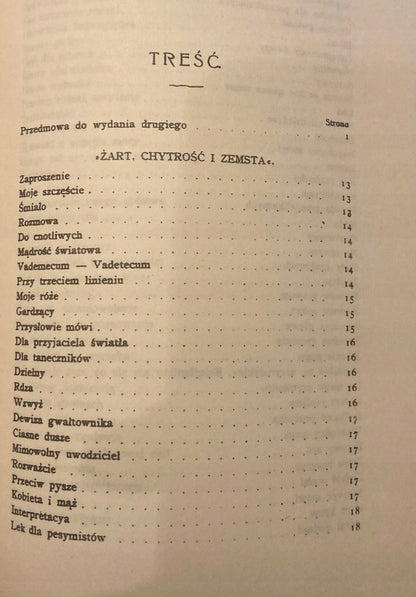 TREŚĆ
Strona
Przedmowa do wydania drugiego . . . . . . . . . 1
»ŻART, CHYTROŚĆ I ZEMSTA«.
Zaproszenie . . . . . . . . . . . . . . . . 13
Moje szczęście . . . . . . . . . . . . . . . 13
Śmiało . . . . . . . . . . . . . . . . . 13
Rozmowa . . . . . . . . . . . . . . . . 14
Do cnotliwych . . . . . . . . . . . . . . . 14
Mądrość światowa . . . . . . . . . . . . . . 14
Vademecum — Vadetecum . . . . . . . . . . . 14
Przy trzeciem linieniu . . . . . . . . . . . . . 14
Moje róże . . . . . . . . . . . . . . . . 15
Gardzący . . . . . . . . . . . . . . . . 15
Przysłowie mówi . . . . . . . . . . . . . . 15
Dla przyjaciela światła . . . . . . . . . . . . 16
Dla taneczników . . . . . . . . . . . . . . 16
Dzielny . . . . . . . . . . . . . . . . . 16
Rdza . . . . . . . . . . . . . . . . . . 16
Wzwyż . . . . . . . . . . . . . . . . . 16
Dewiza gwałtownika . . . . . . . . . . . . . 17
Ciasne dusze . . . . . . . . . . . . . . . 17
Mimowolny uwodziciel . . . . . . . . . . . . 17
Rozważcie . . . . . . . . . . . . . . . . 17
Przeciw pysze . . . . . . . . . . . . . . . 17
Kobieta i mąż . . . . . . . . . . . . . . . 17
Interpretacya . . . . . . . . . . . . . . . 18
Lek dla pesymistów . . . . . . . . . . . . . 18